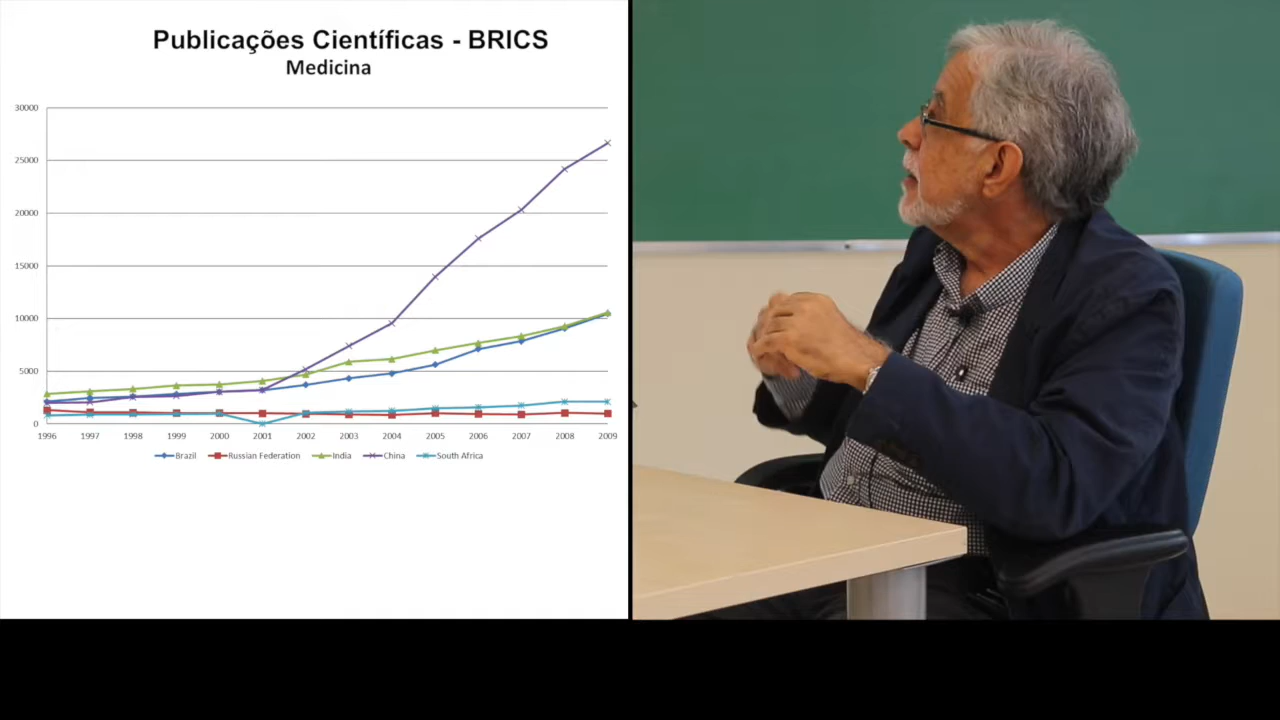 Publicações Científicas - BRICS
Medicina
30000
25000
20000
15000
10000
5000
0
1996 1997 1998 1999 2000 2001 2002 2003 2004 2005 2006 2007 2008 2009
Brazil Russian Federation India China South Africa